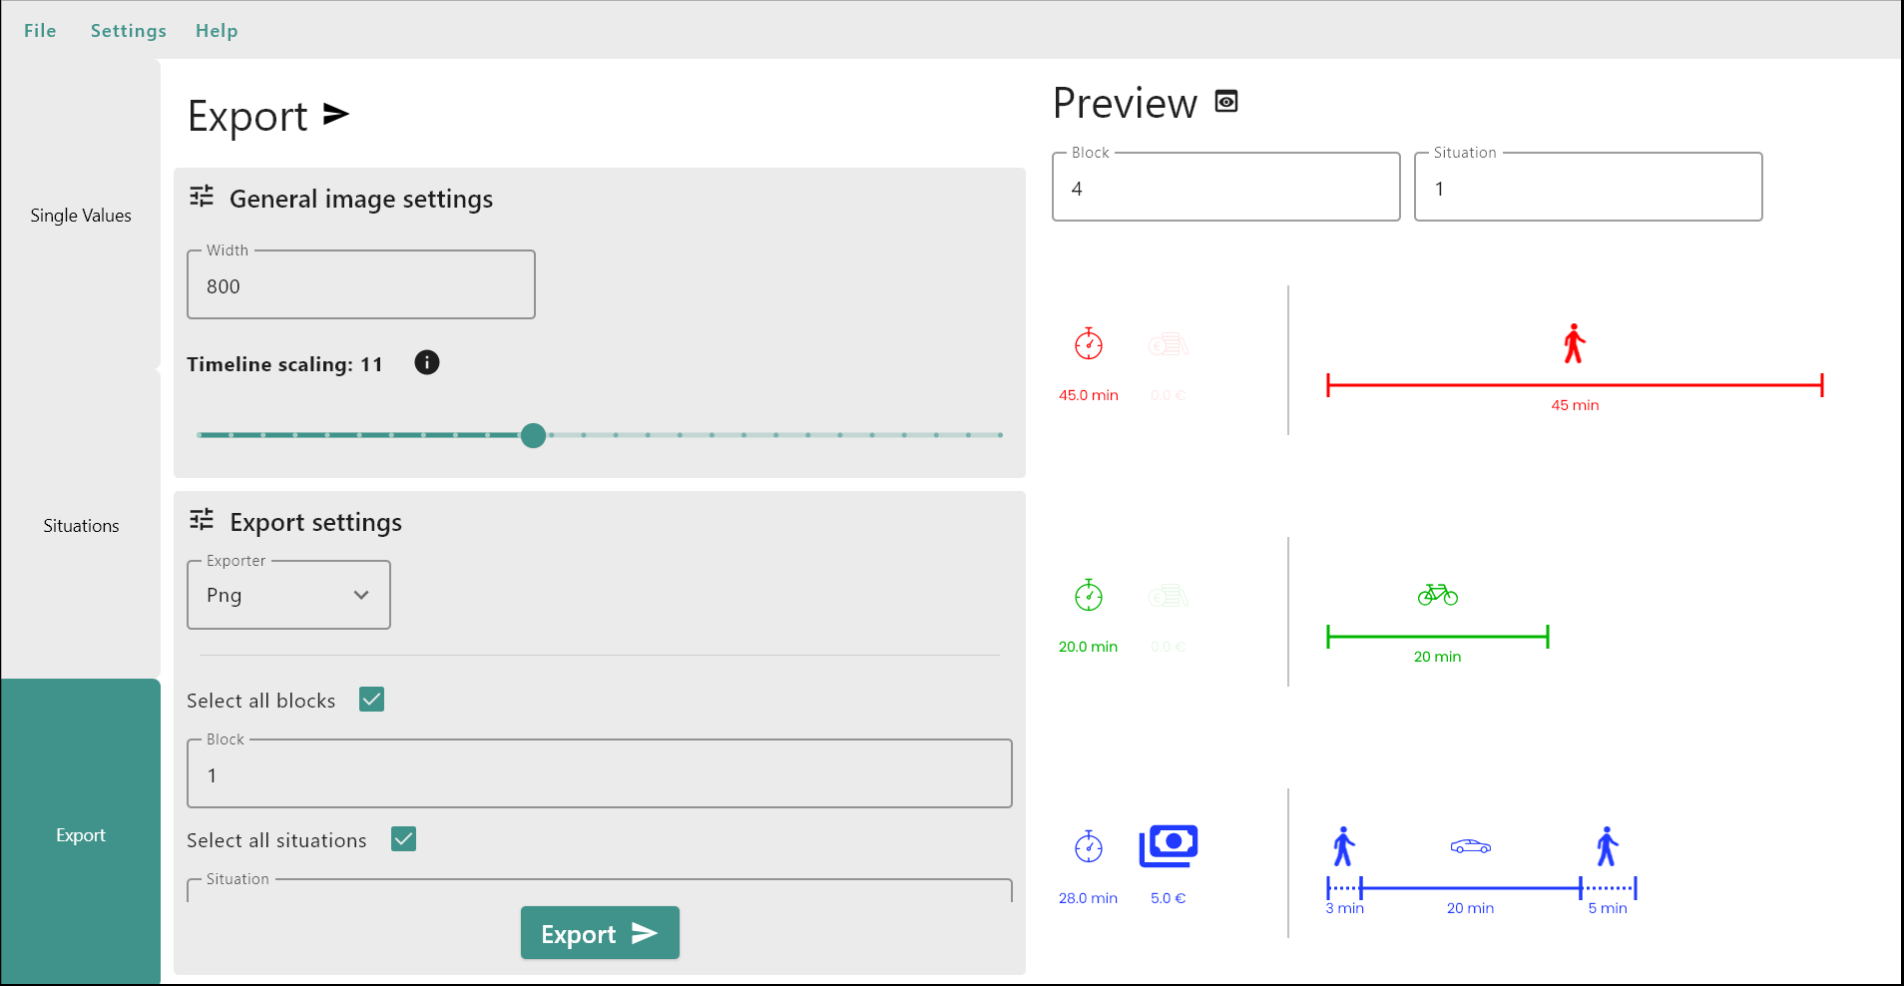 File Settings Help
Single Values
Situations
Export
Export
General image settings
Width
800
Timeline scaling: 11
Export settings
Exporter
Png
Select all blocks
Block
1
Select all situations
Situation
Export
Preview
Block
4
Situation
1
45.0 min
0.0 €
45 min
20.0 min
0.0 €
20 min
28.0 min
5.0 €
3 min
20 min
5 min